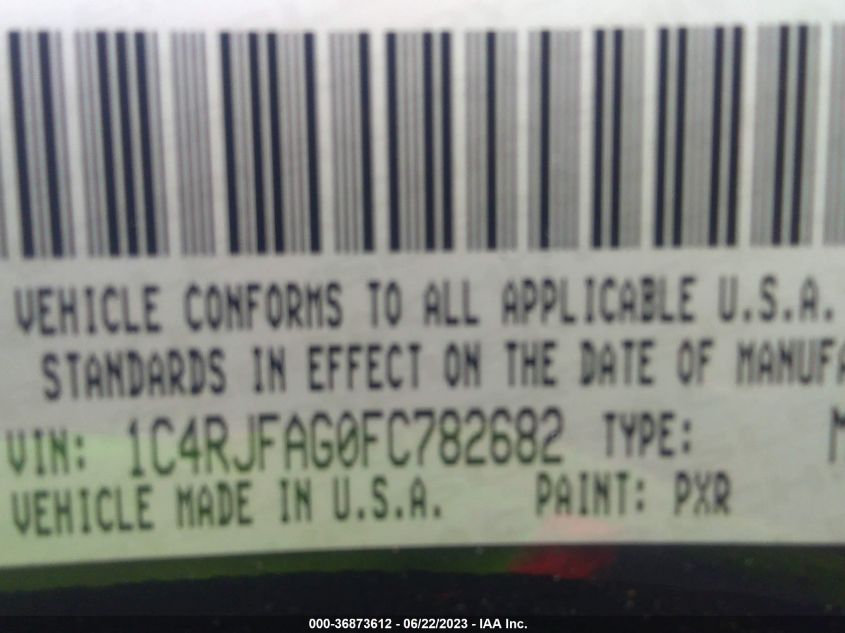 VEHICLE CONFORMS TO ALL APPLICABLE U.S.A.
STANDARDS IN EFFECT ON THE DATE OF MANUFA
VIN: 1C4RJFAG0FC782682 TYPE: M
VEHICLE MADE IN U.S.A. PAINT: PXR
000-36873612 - 06/22/2023 - IAA Inc.